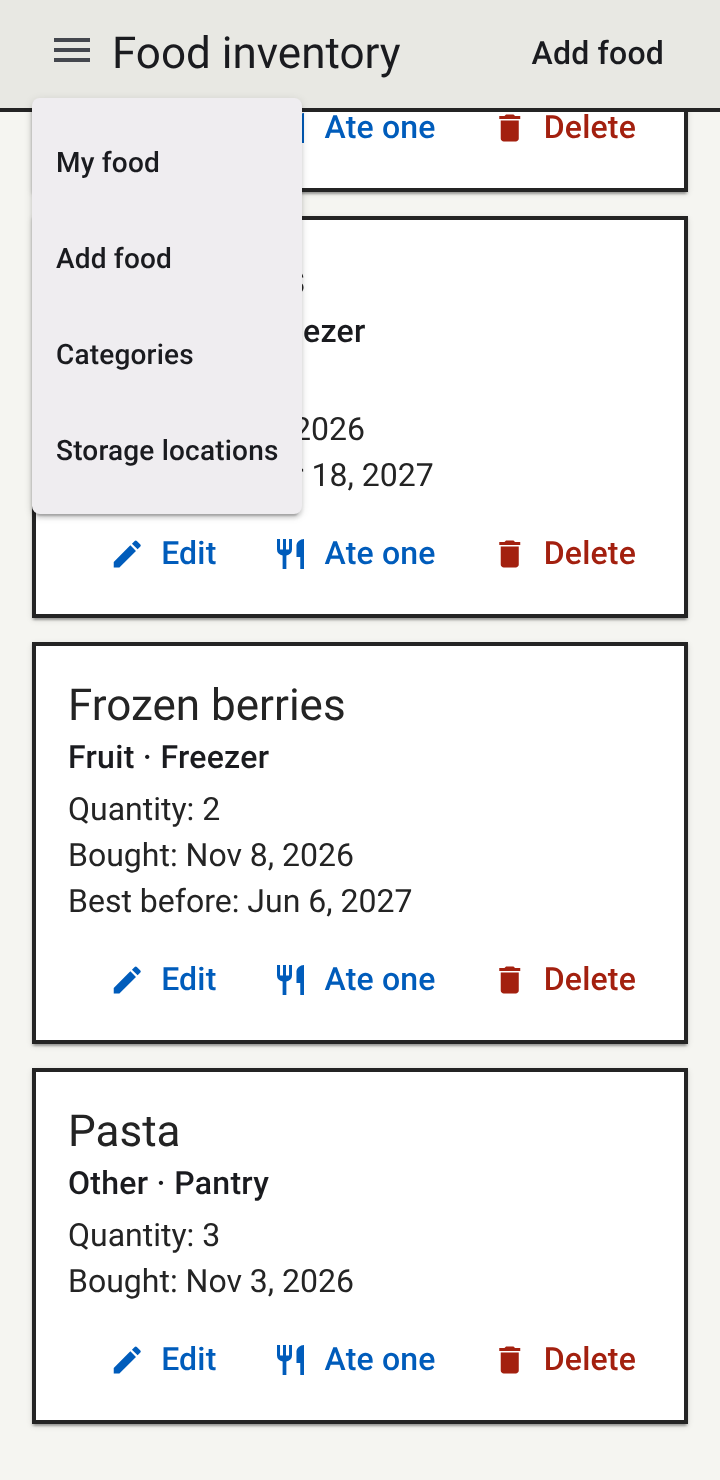 Food inventory
Add food
My food
Add food
Categories
Storage locations
Ate one
Delete
2026
18, 2027
Edit
Ate one
Delete
Frozen berries
Fruit · Freezer
Quantity: 2
Bought: Nov 8, 2026
Best before: Jun 6, 2027
Edit
Ate one
Delete
Pasta
Other · Pantry
Quantity: 3
Bought: Nov 3, 2026
Edit
Ate one
Delete